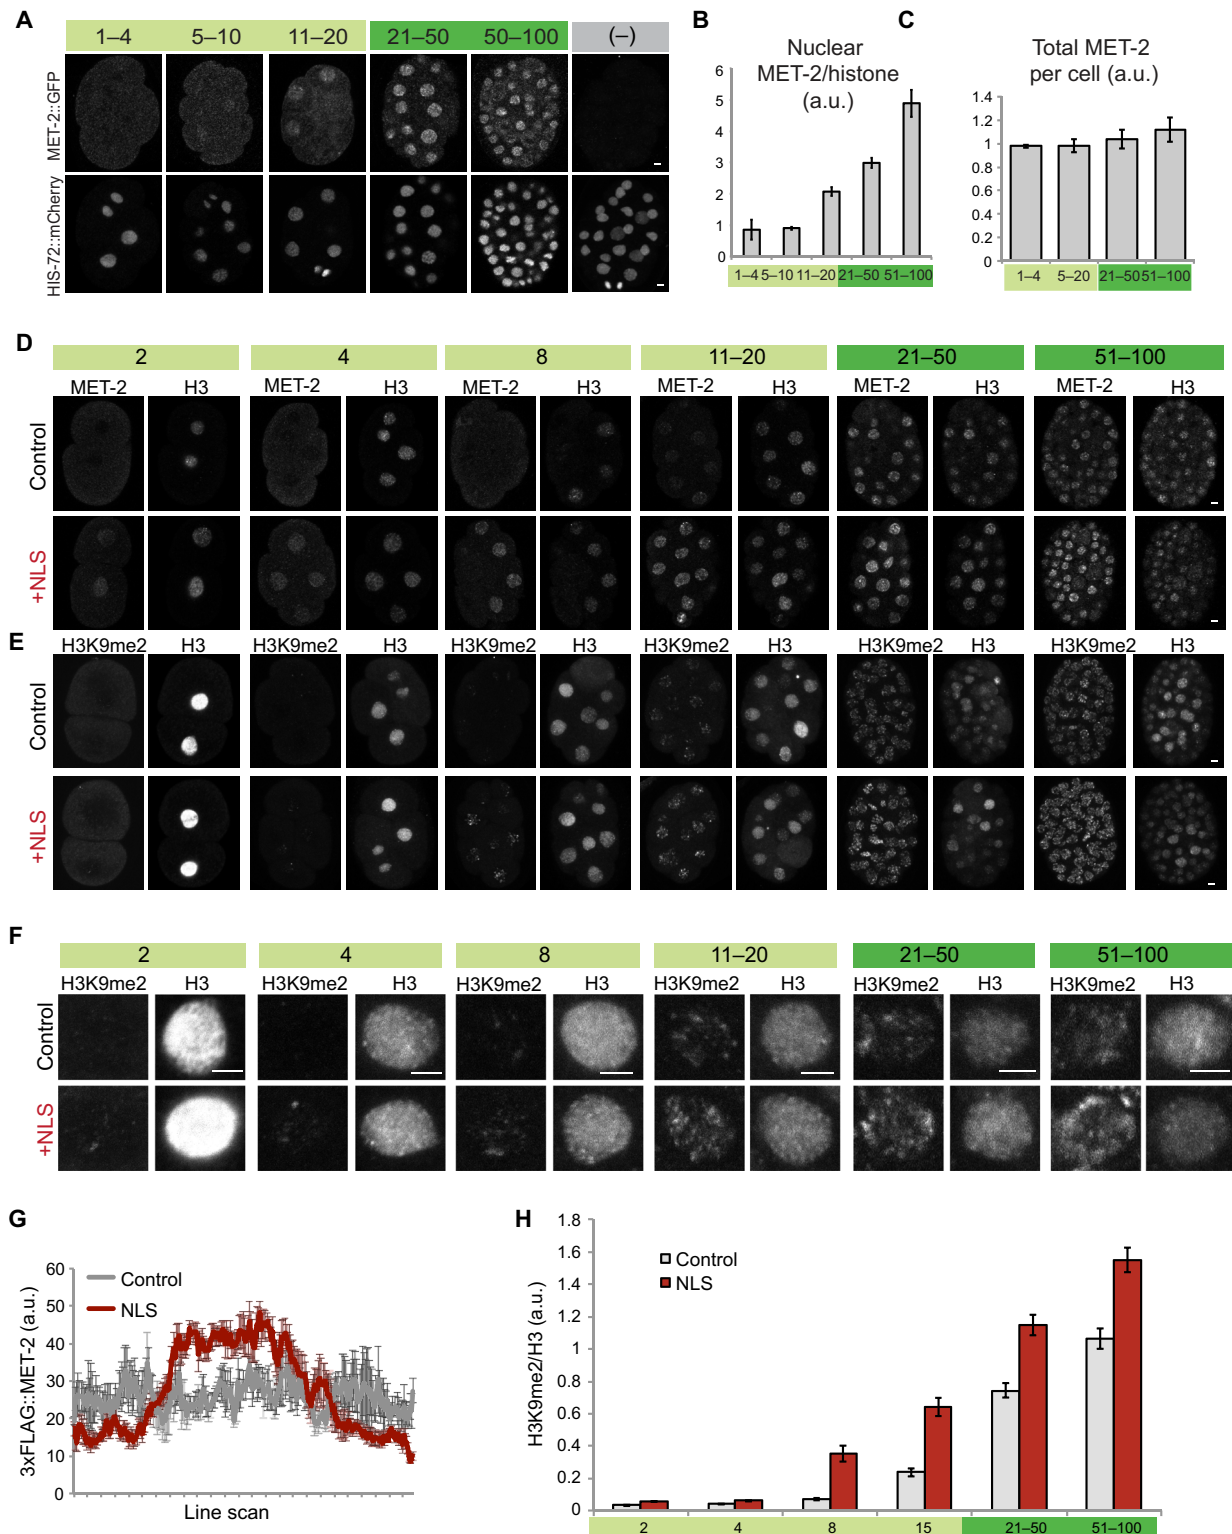 A
1–4 5–10 11–20 21–50 50–100 (–)
MET-2::GFP
HIS-72::mCherry
B
Nuclear
MET-2/histone
(a.u.)
6
5
4
3
2
1
0
1–4 5–10 11–20 21–50 51–100
C
Total MET-2
per cell (a.u.)
1.4
1.2
1
0.8
0.6
0.4
0.2
0
1–4 5–20 21–50 51–100
D
2 4 8 11–20 21–50 51–100
MET-2 H3 MET-2 H3 MET-2 H3 MET-2 H3 MET-2 H3 MET-2 H3
Control
+NLS
E
H3K9me2 H3 H3K9me2 H3 H3K9me2 H3 H3K9me2 H3 H3K9me2 H3 H3K9me2 H3
Control
+NLS
F
2 4 8 11–20 21–50 51–100
H3K9me2 H3 H3K9me2 H3 H3K9me2 H3 H3K9me2 H3 H3K9me2 H3 H3K9me2 H3
Control
+NLS
G
3xFLAG::MET-2 (a.u.)
60
50
40
30
20
10
0
Control
NLS
Line scan
H
H3K9me2/H3 (a.u.)
1.8
1.6
1.4
1.2
1
0.8
0.6
0.4
0.2
0
Control
NLS
2 4 8 15 21–50 51–100